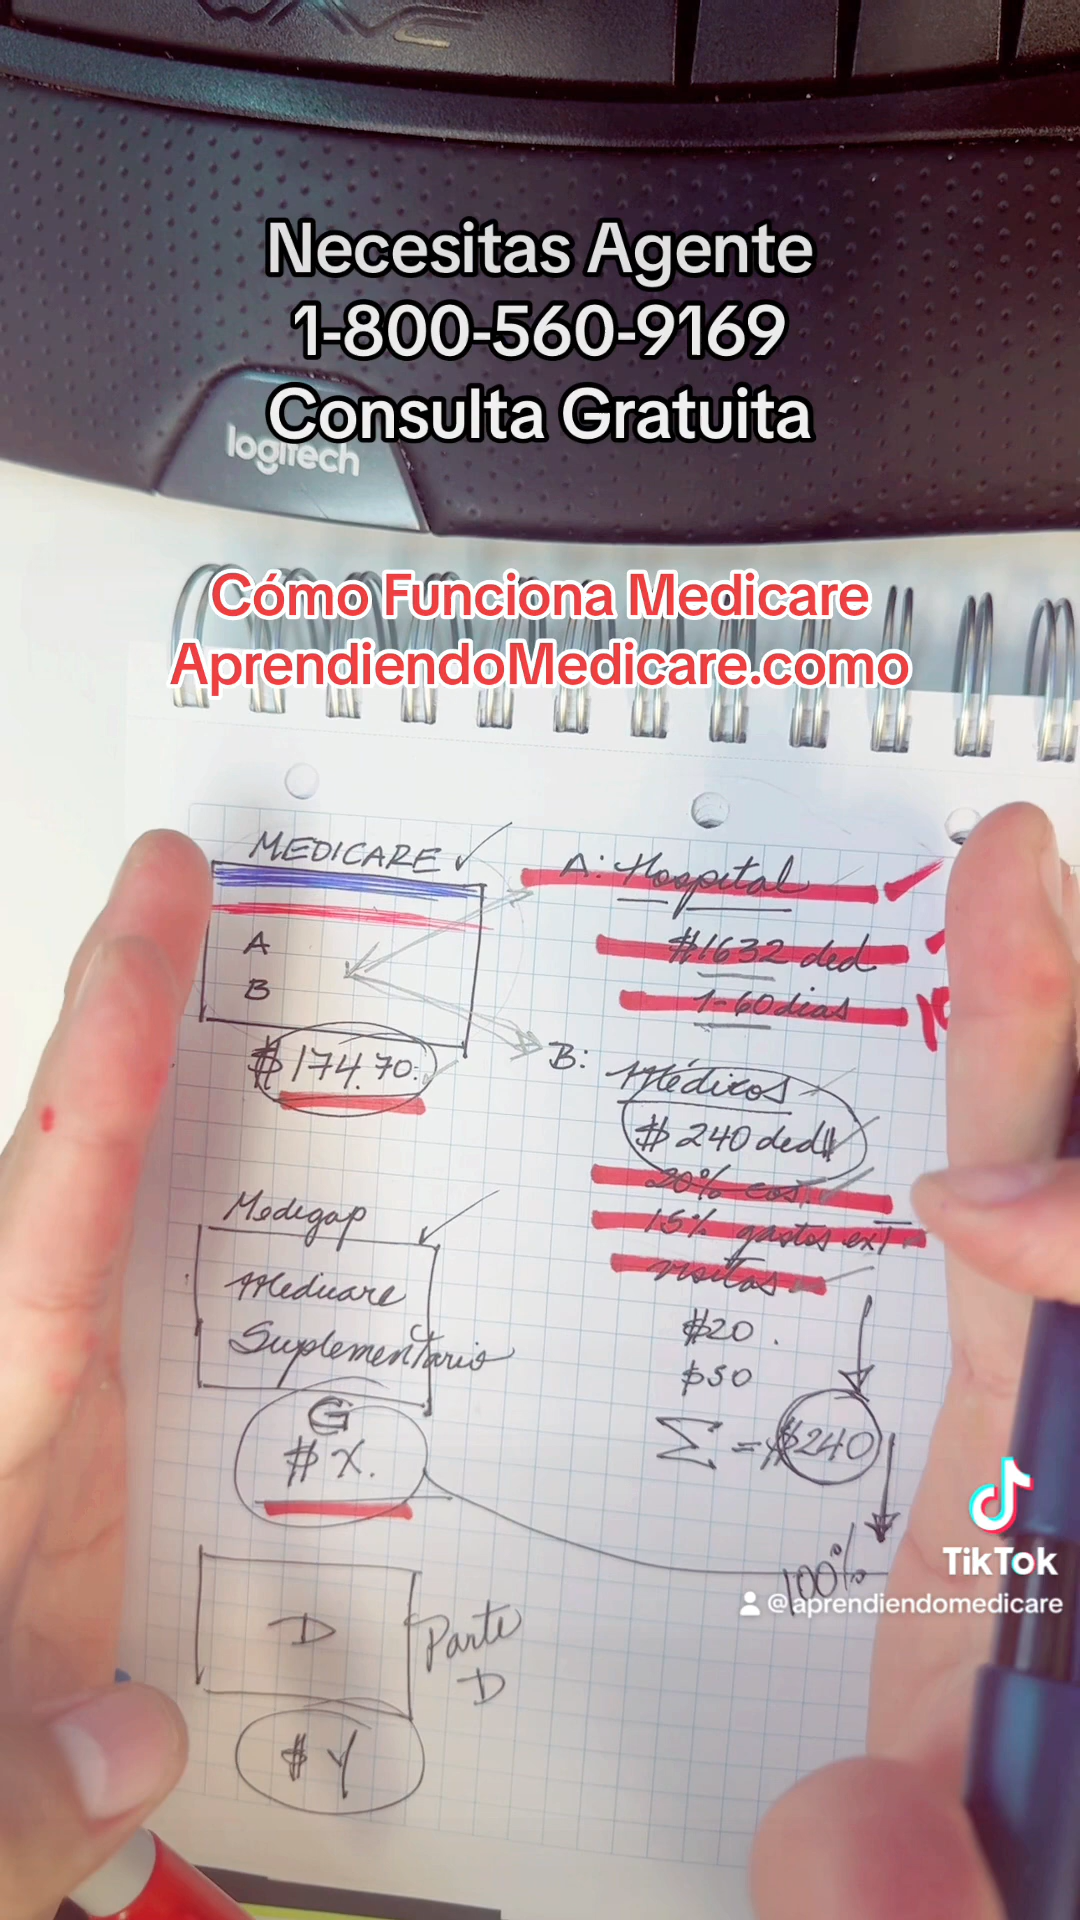 WAVE
Necesitas Agente
1-800-560-9169
Consulta Gratuita
logitech
Cómo Funciona Medicare
AprendiendoMedicare.como
MEDICARE ✓
A
B
$174.70
A: Hospital
$1632 ded
1-60 dias
B: Médicos
$240 ded
20% cos.
15% gastos ext
visitas
$20.
$50
Σ = $240
100%
Medigap
Medicare
Suplementario
G
$ X.
D
Parte
D
$ Y
TikTok
@aprendiendomedicare